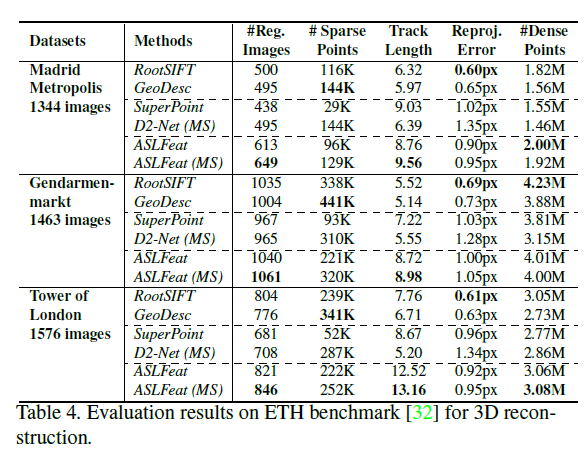 Datasets Methods #Reg. Images # Sparse Points Track Length Reproj. Error #Dense Points
Madrid RootSIFT 500 116K 6.32 0.60px 1.82M
Metropolis GeoDesc 495 144K 5.97 0.65px 1.56M
1344 images SuperPoint 438 29K 9.03 1.02px 1.55M
D2-Net (MS) 495 144K 6.39 1.35px 1.46M
ASLFeat 613 96K 8.76 0.90px 2.00M
ASLFeat (MS) 649 129K 9.56 0.95px 1.92M
Gendarmen- RootSIFT 1035 338K 5.52 0.69px 4.23M
markt GeoDesc 1004 441K 5.14 0.73px 3.88M
1463 images SuperPoint 967 93K 7.22 1.03px 3.81M
D2-Net (MS) 965 310K 5.55 1.28px 3.15M
ASLFeat 1040 221K 8.72 1.00px 4.01M
ASLFeat (MS) 1061 320K 8.98 1.05px 4.00M
Tower of RootSIFT 804 239K 7.76 0.61px 3.05M
London GeoDesc 776 341K 6.71 0.63px 2.73M
1576 images SuperPoint 681 52K 8.67 0.96px 2.77M
D2-Net (MS) 708 287K 5.20 1.34px 2.86M
ASLFeat 821 222K 12.52 0.92px 3.06M
ASLFeat (MS) 846 252K 13.16 0.95px 3.08M
Table 4. Evaluation results on ETH benchmark [32] for 3D recon-
struction.